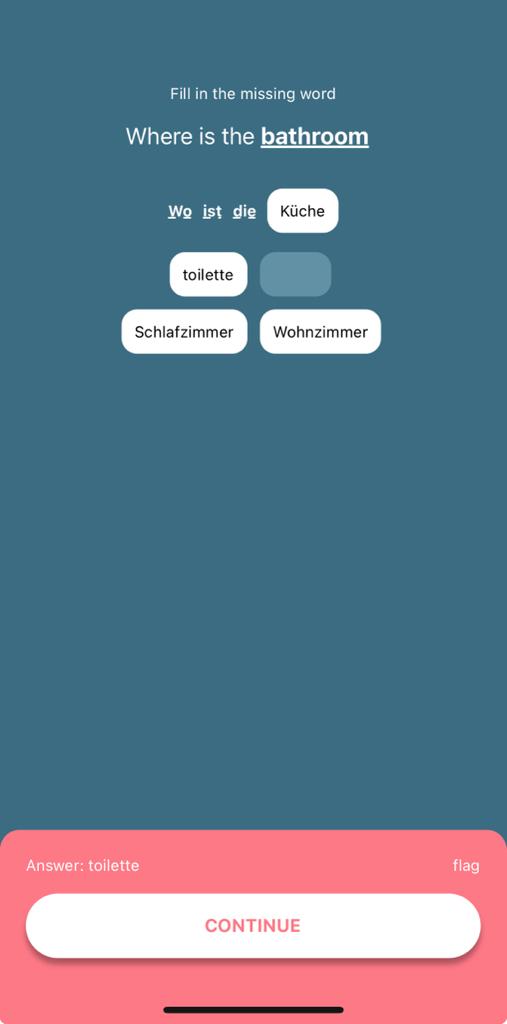 Fill in the missing word
Where is the bathroom
Wo ist die Küche
toilette
Schlafzimmer Wohnzimmer
Answer: toilette flag
CONTINUE